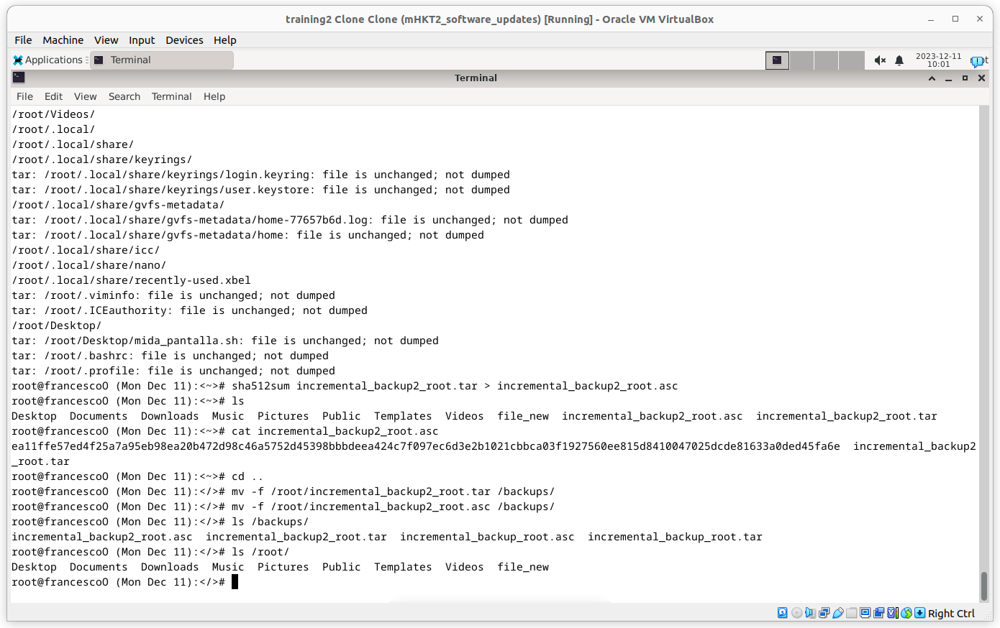 training2 Clone Clone (mHKT2_software_updates) [Running] - Oracle VM VirtualBox
File Machine View Input Devices Help
Applications Terminal 2023-12-11
10:01
Terminal
File Edit View Search Terminal Help
/root/Videos/
/root/.local/
/root/.local/share/
/root/.local/share/keyrings/
tar: /root/.local/share/keyrings/login.keyring: file is unchanged; not dumped
tar: /root/.local/share/keyrings/user.keystore: file is unchanged; not dumped
/root/.local/share/gvfs-metadata/
tar: /root/.local/share/gvfs-metadata/home-77657b6d.log: file is unchanged; not dumped
tar: /root/.local/share/gvfs-metadata/home: file is unchanged; not dumped
/root/.local/share/icc/
/root/.local/share/nano/
/root/.local/share/recently-used.xbel
tar: /root/.viminfo: file is unchanged; not dumped
tar: /root/.ICEauthority: file is unchanged; not dumped
/root/Desktop/
tar: /root/Desktop/mida_pantalla.sh: file is unchanged; not dumped
tar: /root/.bashrc: file is unchanged; not dumped
tar: /root/.profile: file is unchanged; not dumped
root@francescoO (Mon Dec 11):<~># sha512sum incremental_backup2_root.tar > incremental_backup2_root.asc
root@francescoO (Mon Dec 11):<~># ls
Desktop  Documents  Downloads  Music  Pictures  Public  Templates  Videos  file_new  incremental_backup2_root.asc  incremental_backup2_root.tar
root@francescoO (Mon Dec 11):<~># cat incremental_backup2_root.asc
ea11ffe57ed4f25a7a95eb98ea20b472d98c46a5752d45398bbbdeea424c7f097ec6d3e2b1021cbbca03f1927560ee815d8410047025dcde81633a0ded45fa6e  incremental_backup2
_root.tar
root@francescoO (Mon Dec 11):<~># cd ..
root@francescoO (Mon Dec 11):</># mv -f /root/incremental_backup2_root.tar /backups/
root@francescoO (Mon Dec 11):</># mv -f /root/incremental_backup2_root.asc /backups/
root@francescoO (Mon Dec 11):</># ls /backups/
incremental_backup2_root.asc  incremental_backup2_root.tar  incremental_backup_root.asc  incremental_backup_root.tar
root@francescoO (Mon Dec 11):</># ls /root/
Desktop  Documents  Downloads  Music  Pictures  Public  Templates  Videos  file_new
root@francescoO (Mon Dec 11):</>#
Right Ctrl